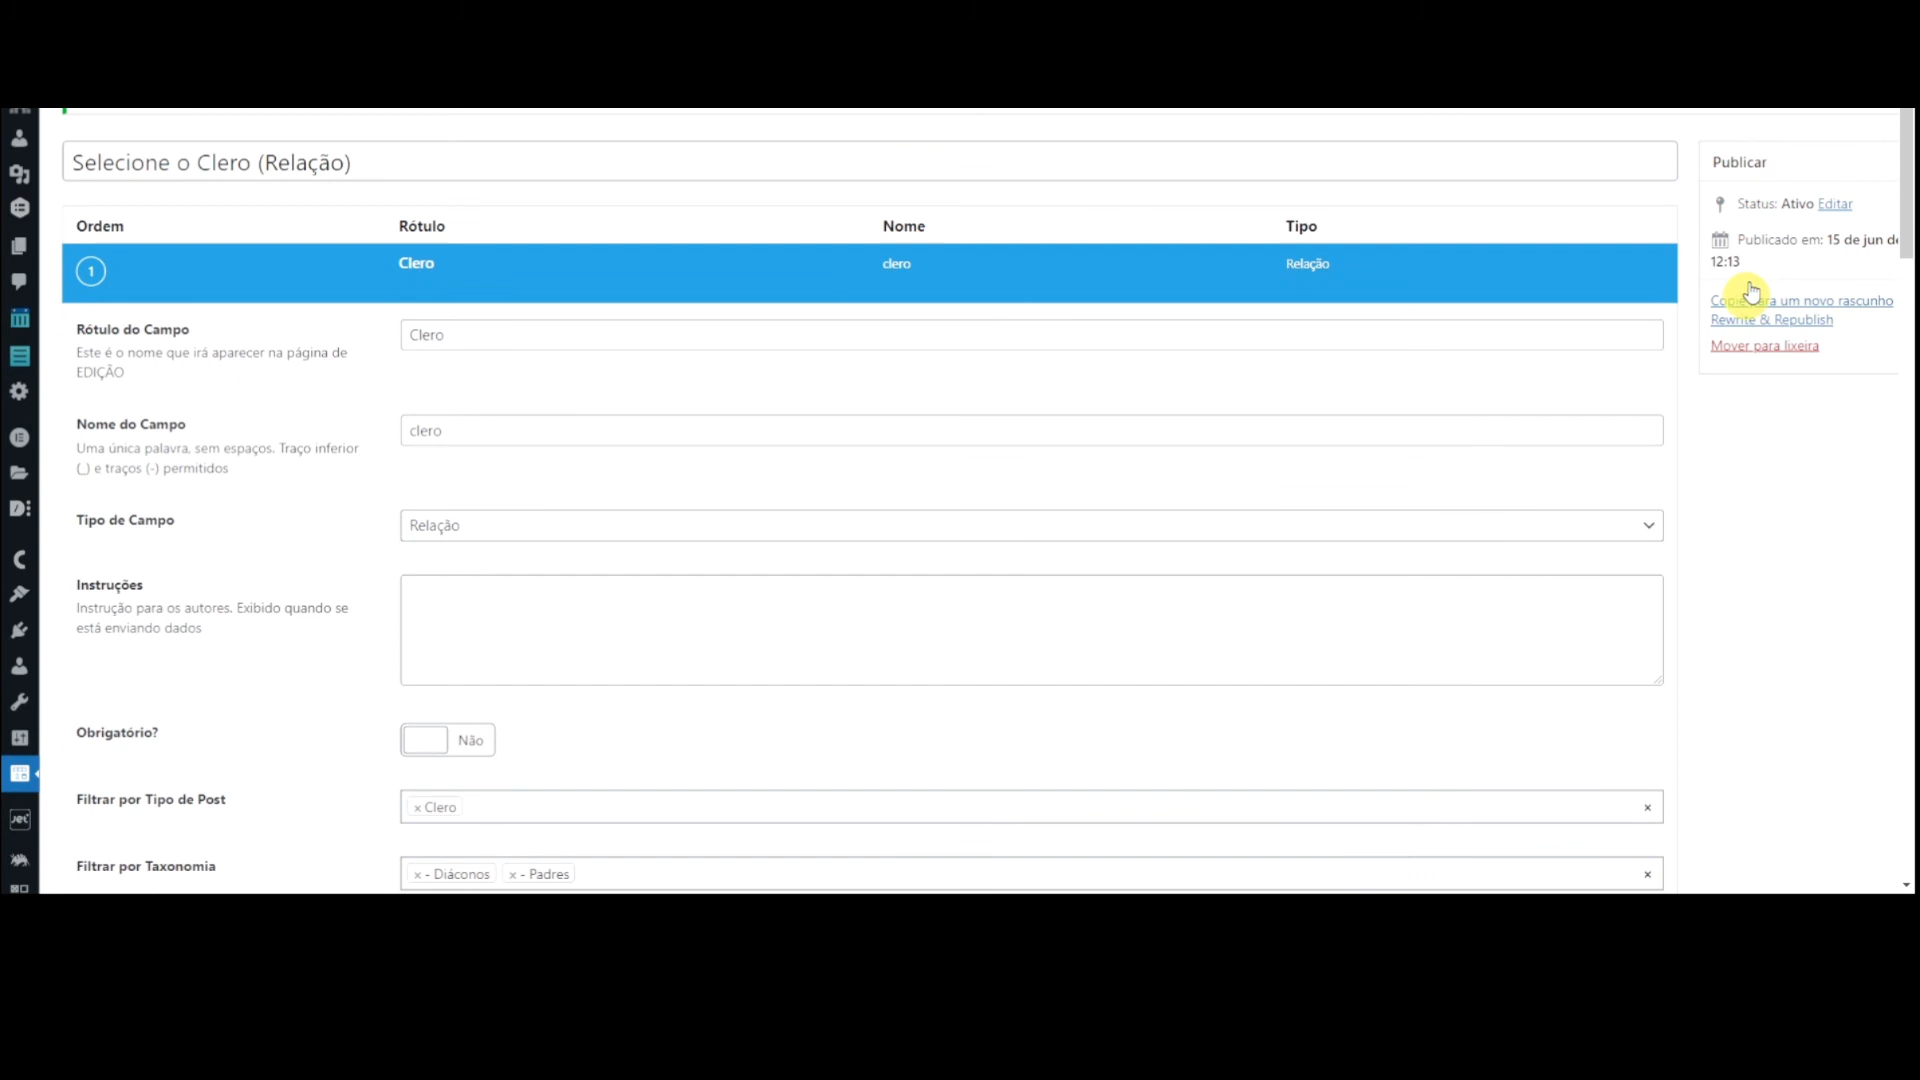 Selecione o Clero (Relação)
Publicar
Status: Ativo Editar
Publicado em: 15 de jun de
12:13
Copie para um novo rascunho
Rewrite & Republish
Mover para lixeira
Ordem Rótulo Nome Tipo
1 Clero clero Relação
Rótulo do Campo
Este é o nome que irá aparecer na página de
EDIÇÃO
Clero
Nome do Campo
Uma única palavra, sem espaços. Traço inferior
(_) e traços (-) permitidos
clero
Tipo de Campo
Relação
Instruções
Instrução para os autores. Exibido quando se
está enviando dados
Obrigatório?
Não
Filtrar por Tipo de Post
× Clero ×
Filtrar por Taxonomia
× - Diáconos × - Padres ×
Jet